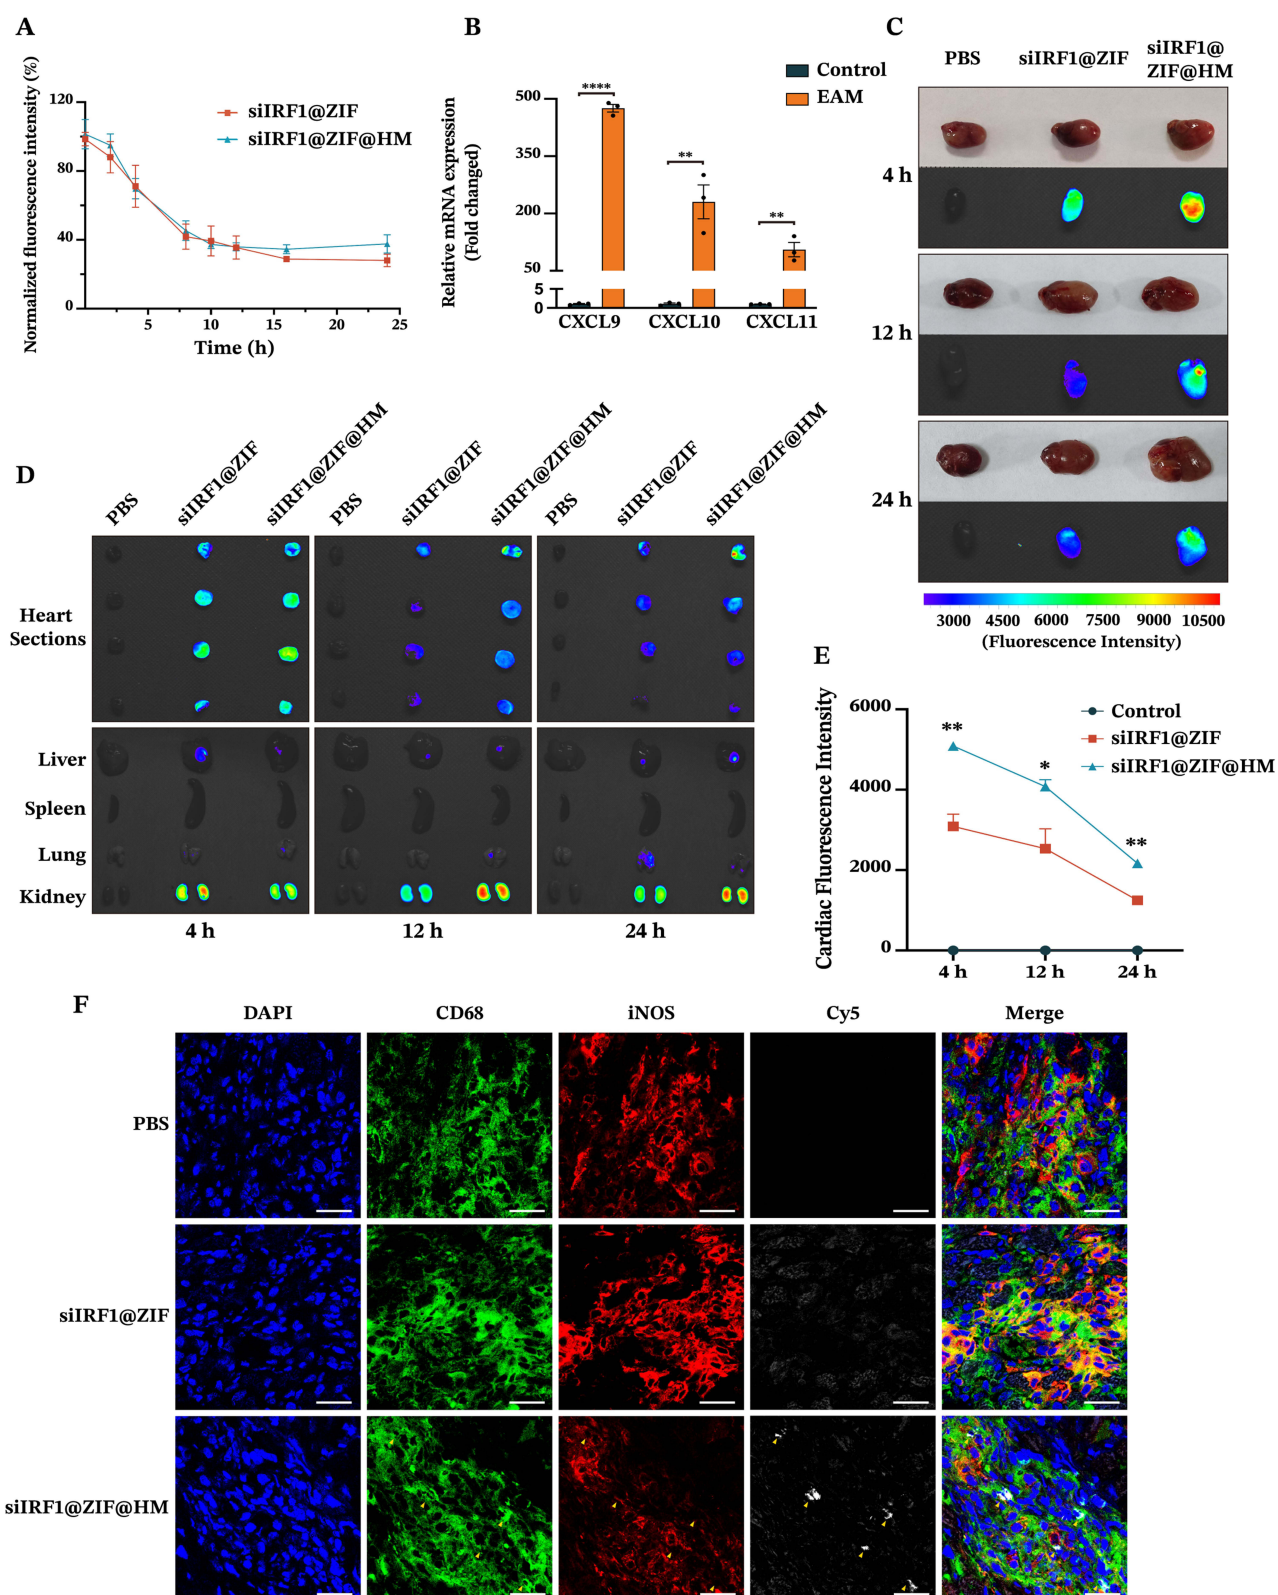 A
Normalized fluorescence intensity (%)
120
80
40
0
5
10
15
20
25
Time (h)
siIRF1@ZIF
siIRF1@ZIF@HM
B
Relative mRNA expression
(Fold changed)
500
350
200
50
5
0
****
**
**
CXCL9
CXCL10
CXCL11
Control
EAM
C
PBS
siIRF1@ZIF
siIRF1@
ZIF@HM
4 h
12 h
24 h
3000 4500 6000 7500 9000 10500
(Fluorescence Intensity)
D
PBS
siIRF1@ZIF
siIRF1@ZIF@HM
PBS
siIRF1@ZIF
siIRF1@ZIF@HM
PBS
siIRF1@ZIF
siIRF1@ZIF@HM
Heart
Sections
Liver
Spleen
Lung
Kidney
4 h
12 h
24 h
E
Cardiac Fluorescence Intensity
6000
4000
2000
0
**
*
**
4 h
12 h
24 h
Control
siIRF1@ZIF
siIRF1@ZIF@HM
F
DAPI
CD68
iNOS
Cy5
Merge
PBS
siIRF1@ZIF
siIRF1@ZIF@HM